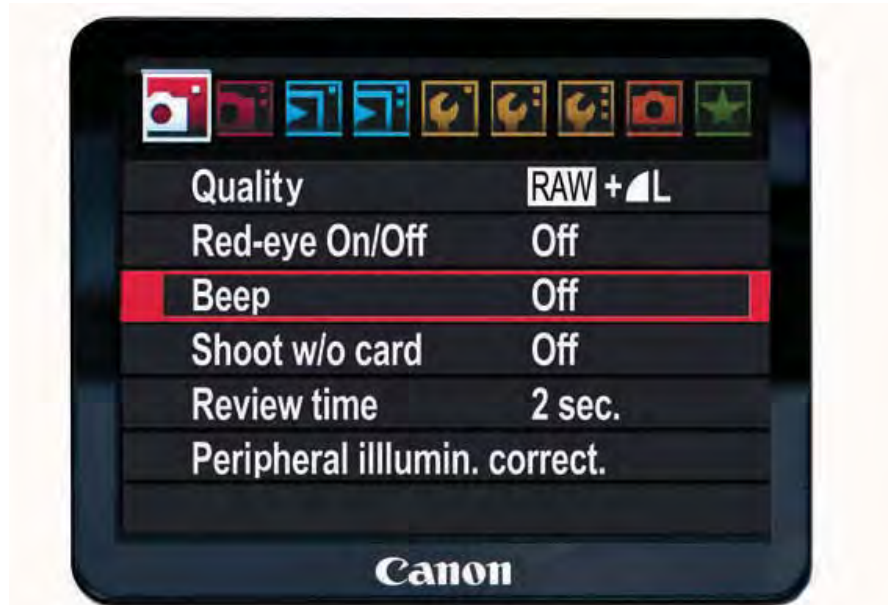 Quality RAW + L
Red-eye On/Off Off
Beep Off
Shoot w/o card Off
Review time 2 sec.
Peripheral illlumin. correct.
Canon